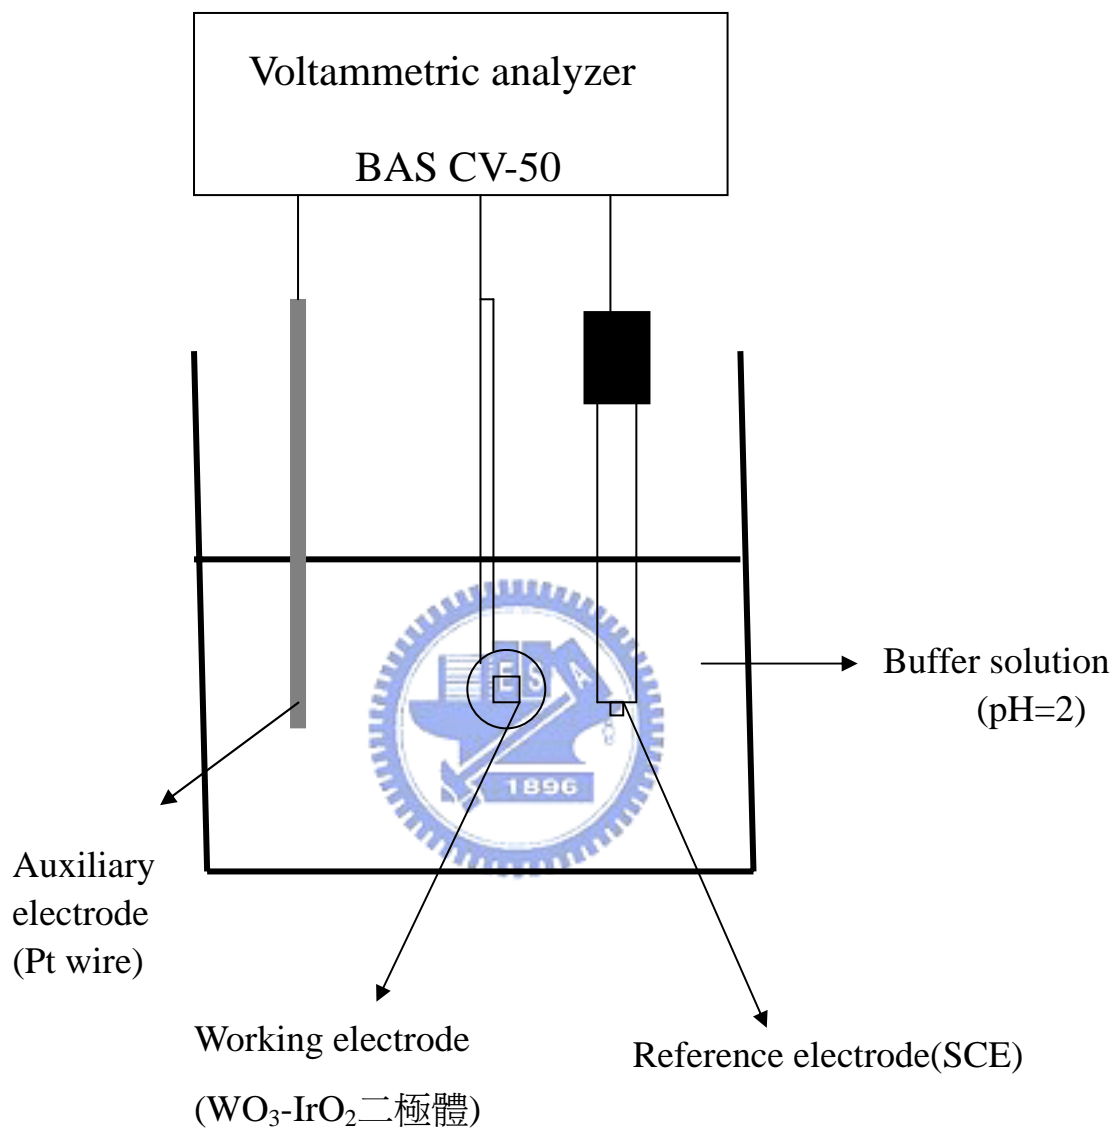 Voltammetric analyzer
BAS CV-50
E S A
1896
Buffer solution
(pH=2)
Auxiliary
electrode
(Pt wire)
Working electrode
(WO₃-IrO₂二極體)
Reference electrode(SCE)